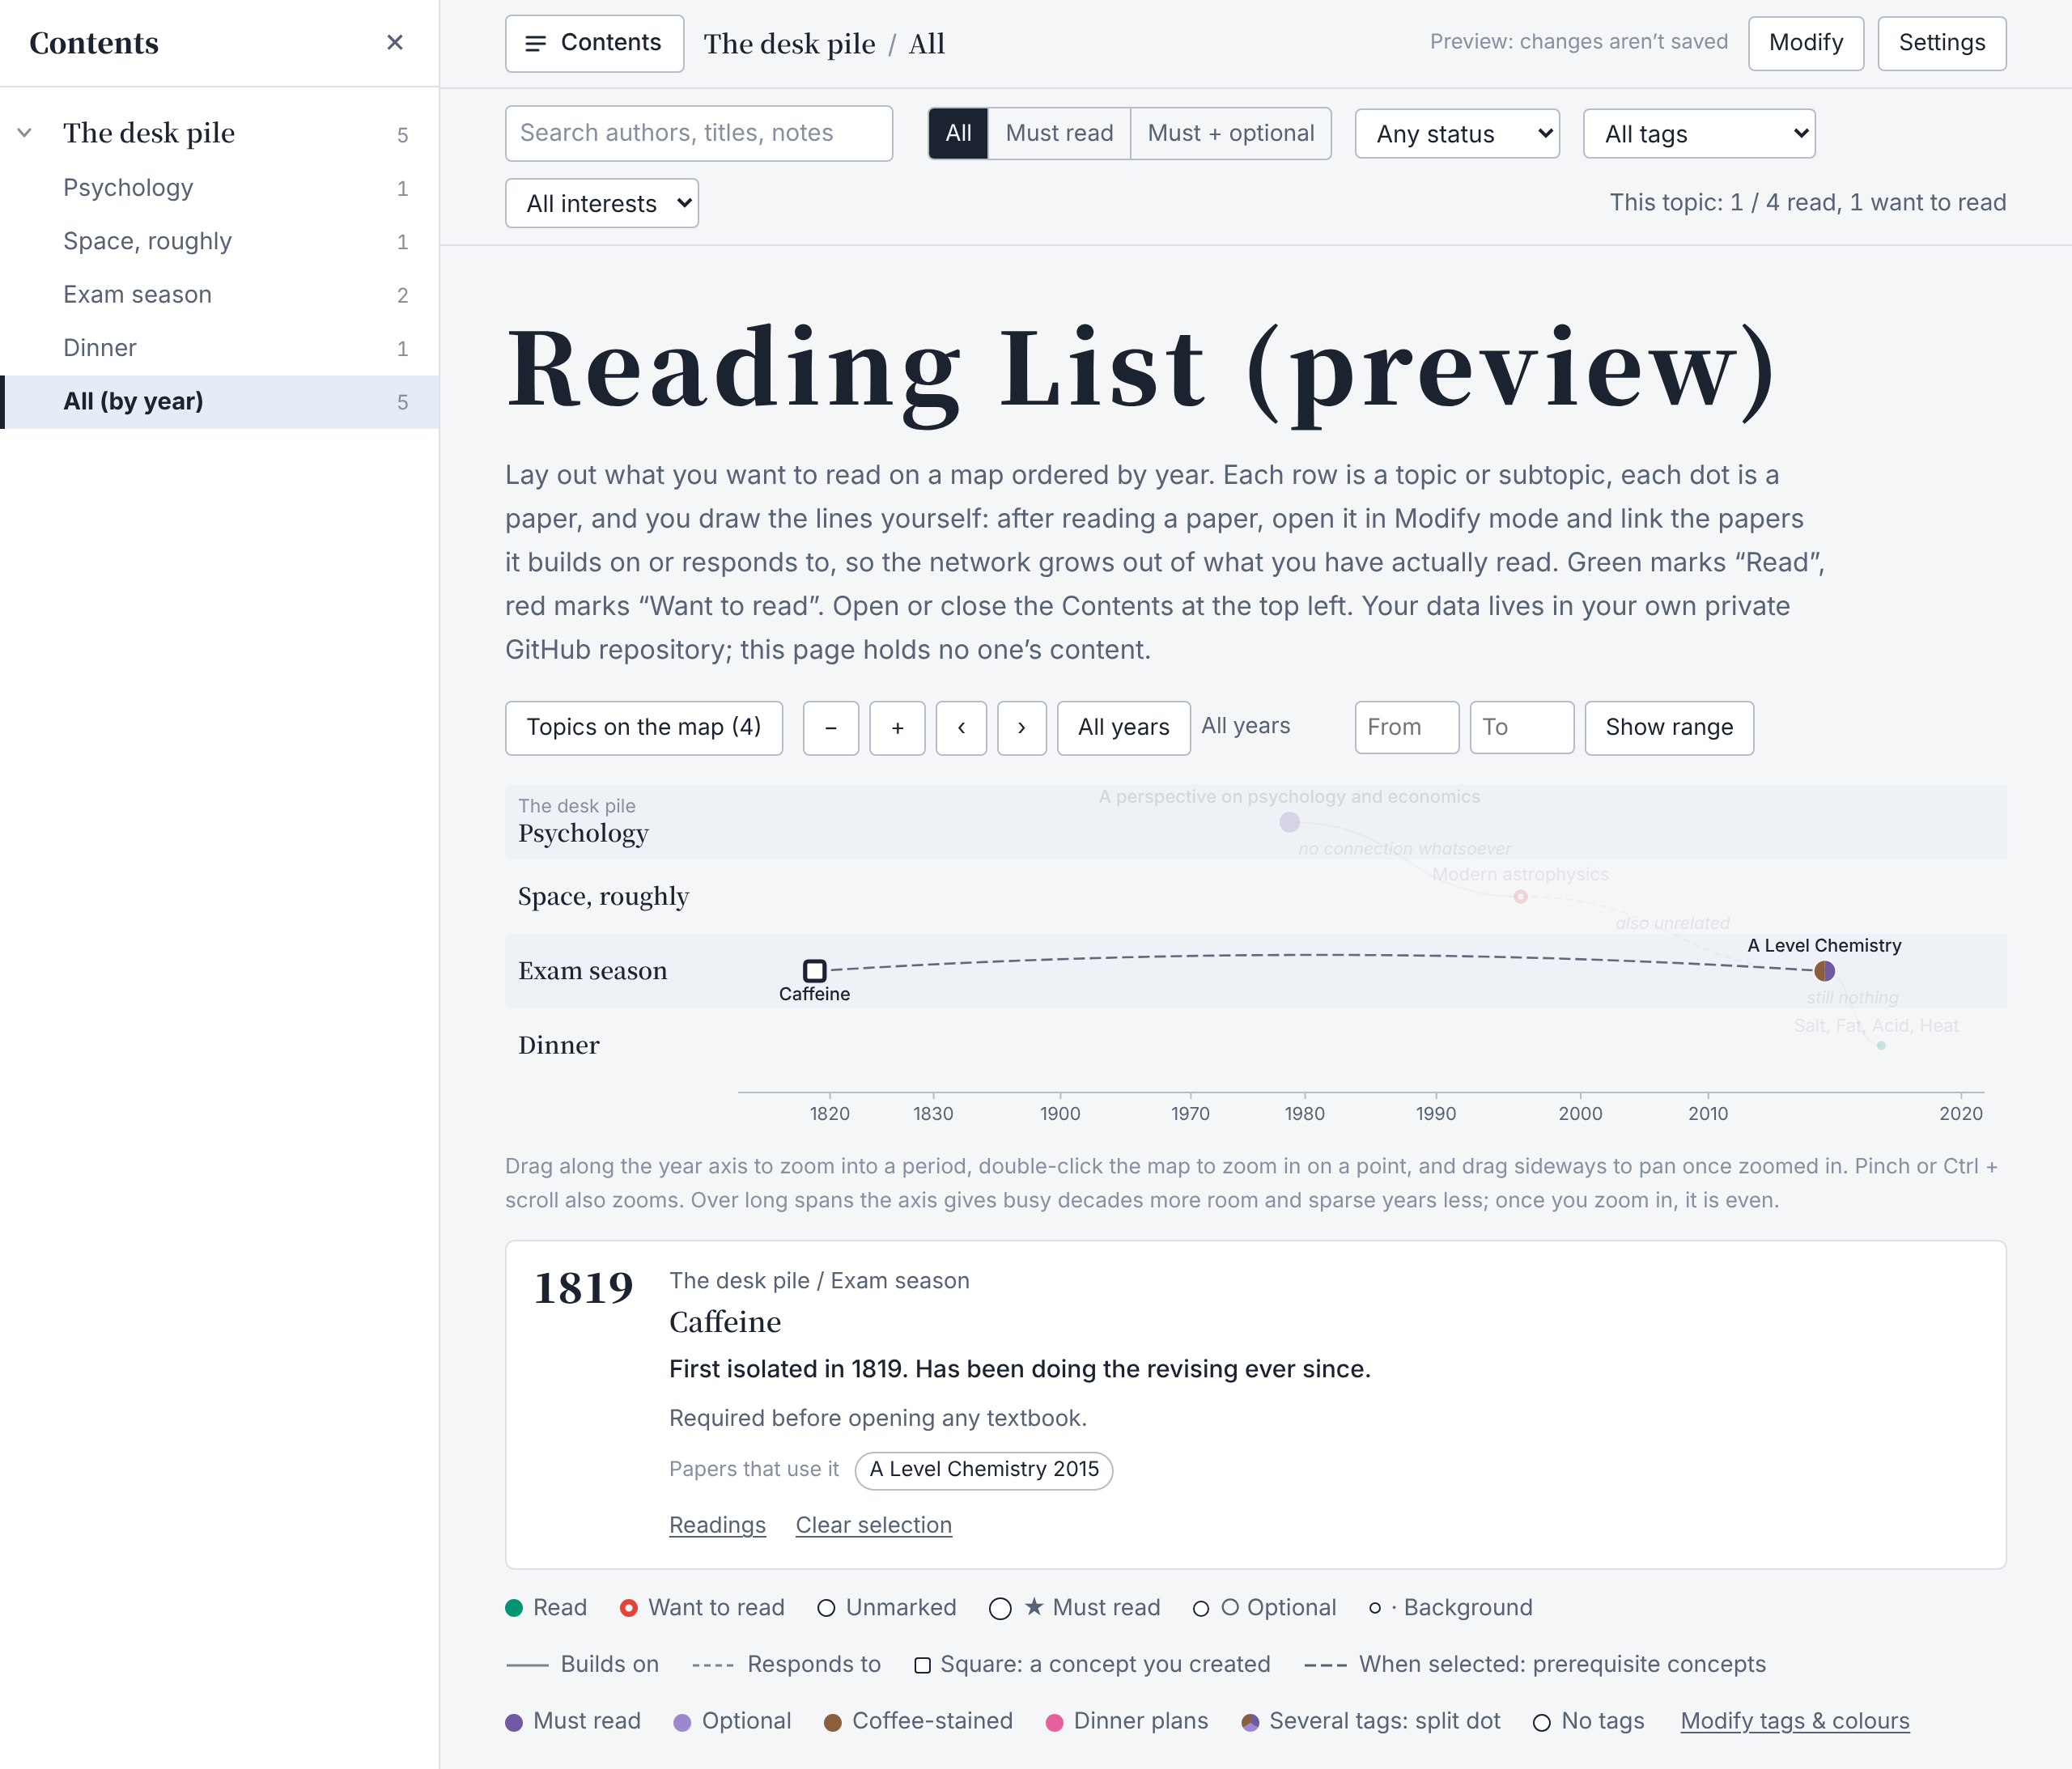 Contents ✕
The desk pile 5
Psychology 1
Space, roughly 1
Exam season 2
Dinner 1
All (by year) 5
Contents The desk pile / All
Preview: changes aren’t saved Modify Settings
Search authors, titles, notes All Must read Must + optional Any status All tags
All interests This topic: 1 / 4 read, 1 want to read
Reading List (preview)
Lay out what you want to read on a map ordered by year. Each row is a topic or subtopic, each dot is a
paper, and you draw the lines yourself: after reading a paper, open it in Modify mode and link the papers
it builds on or responds to, so the network grows out of what you have actually read. Green marks “Read”,
red marks “Want to read”. Open or close the Contents at the top left. Your data lives in your own private
GitHub repository; this page holds no one’s content.
Topics on the map (4) − + ‹ › All years All years From To Show range
The desk pile
Psychology
A perspective on psychology and economics
no connection whatsoever
Modern astrophysics
Space, roughly
also unrelated
A Level Chemistry
Exam season
Caffeine
still nothing
Salt, Fat, Acid, Heat
Dinner
1820 1830 1900 1970 1980 1990 2000 2010 2020
Drag along the year axis to zoom into a period, double-click the map to zoom in on a point, and drag sideways to pan once zoomed in. Pinch or Ctrl +
scroll also zooms. Over long spans the axis gives busy decades more room and sparse years less; once you zoom in, it is even.
1819 The desk pile / Exam season
Caffeine
First isolated in 1819. Has been doing the revising ever since.
Required before opening any textbook.
Papers that use it A Level Chemistry 2015
Readings Clear selection
Read Want to read Unmarked ★ Must read Optional · Background
Builds on Responds to Square: a concept you created When selected: prerequisite concepts
Must read Optional Coffee-stained Dinner plans Several tags: split dot No tags Modify tags & colours